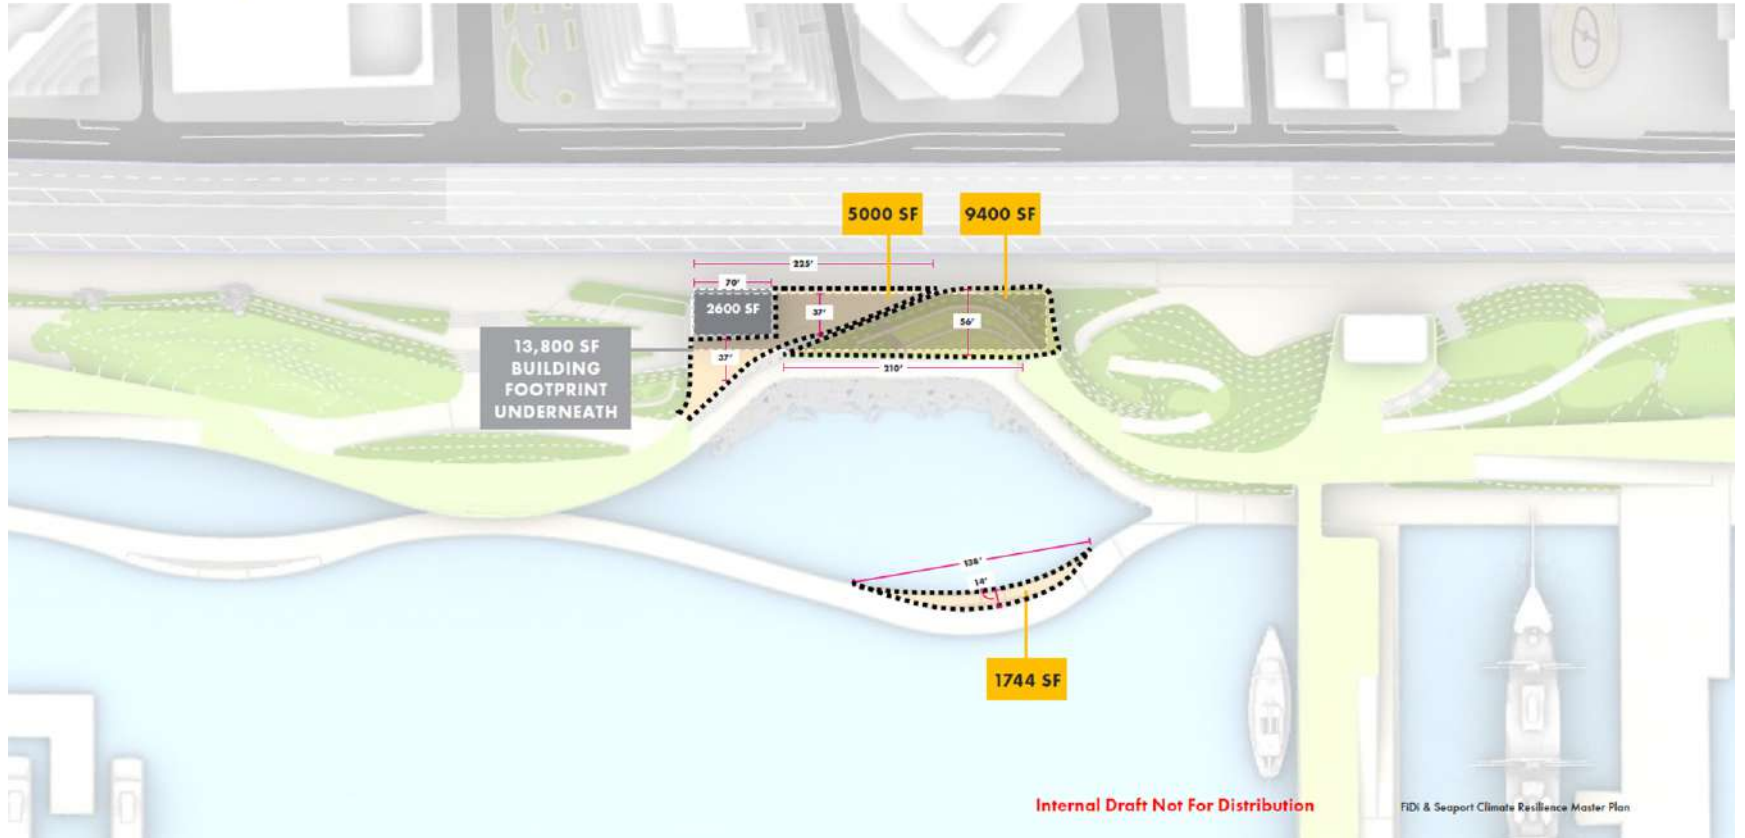 5000 SF
9400 SF
225'
70'
2600 SF
37'
56'
13,800 SF
BUILDING
FOOTPRINT
UNDERNEATH
37'
210'
138'
14'
1744 SF
Internal Draft Not For Distribution
FiDi & Seaport Climate Resilience Master Plan